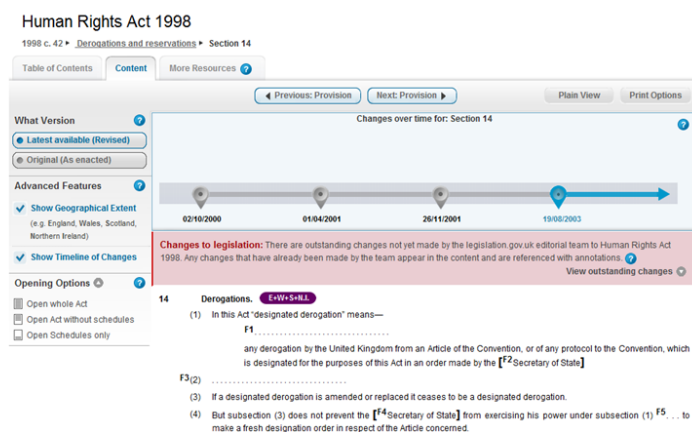 Human Rights Act 1998
1998 c. 42 ▸ Derogations and reservations ▸ Section 14
Table of Contents
Content
More Resources ?
Previous: Provision
Next: Provision
Plain View
Print Options
What Version ?
Latest available (Revised)
Original (As enacted)
Advanced Features ?
Show Geographical Extent
(e.g. England, Wales, Scotland,
Northern Ireland)
Show Timeline of Changes
Opening Options ?
Open whole Act
Open Act without schedules
Open Schedules only
Changes over time for: Section 14
?
02/10/2000
01/04/2001
26/11/2001
19/08/2003
Changes to legislation: There are outstanding changes not yet made by the legislation.gov.uk editorial team to Human Rights Act
1998. Any changes that have already been made by the team appear in the content and are referenced with annotations. ?
View outstanding changes
14 Derogations. E+W+S+N.I.
(1) In this Act "designated derogation" means—
F1. . . . . . . . . . . . . . . . . . . . . . . . . . . . . . . .
any derogation by the United Kingdom from an Article of the Convention, or of any protocol to the Convention, which
is designated for the purposes of this Act in an order made by the [F2Secretary of State]
F3(2) . . . . . . . . . . . . . . . . . . . . . . . . . . . . . . . .
(3) If a designated derogation is amended or replaced it ceases to be a designated derogation.
(4) But subsection (3) does not prevent the [F4Secretary of State] from exercising his power under subsection (1) F5. . . to
make a fresh designation order in respect of the Article concerned.